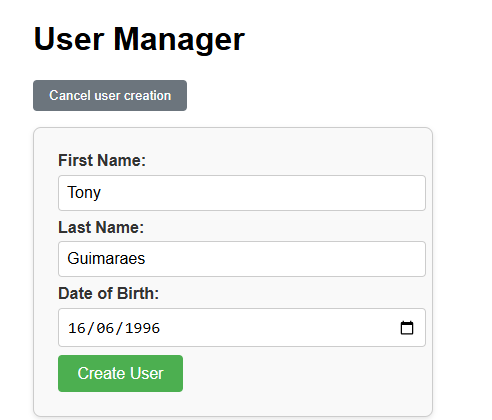 User Manager
Cancel user creation
First Name:
Tony
Last Name:
Guimaraes
Date of Birth:
16/06/1996
Create User